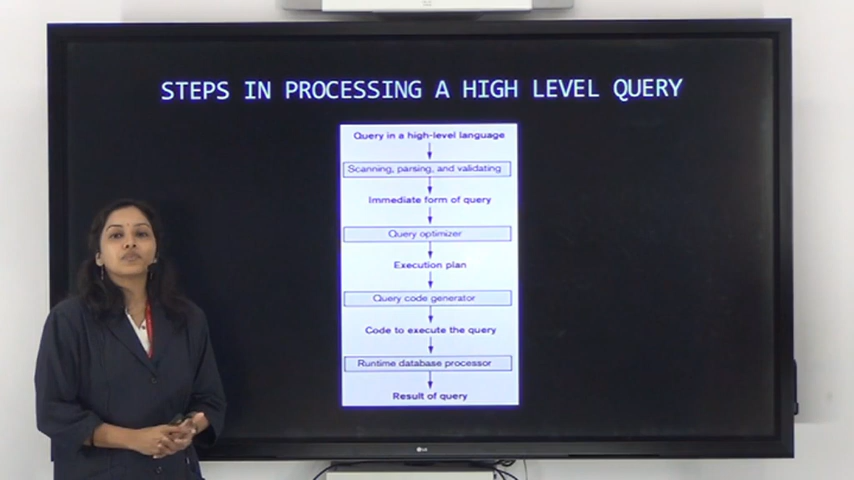 STEPS IN PROCESSING A HIGH LEVEL QUERY
Query in a high-level language
Scanning, parsing, and validating
Immediate form of query
Query optimizer
Execution plan
Query code generator
Code to execute the query
Runtime database processor
Result of query
LG